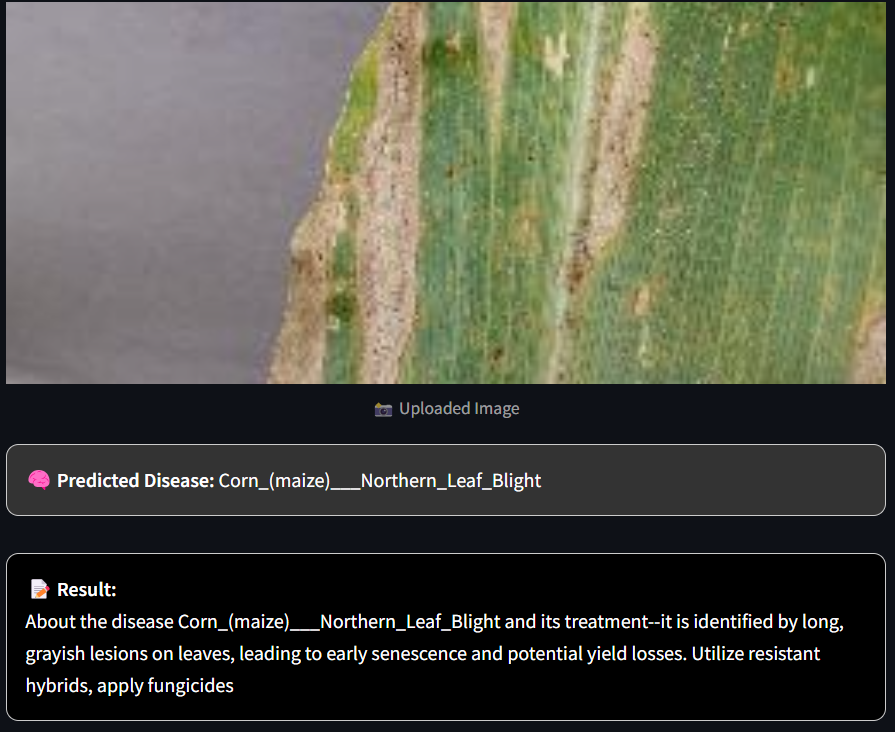 Uploaded Image
Predicted Disease: Corn_(maize)___Northern_Leaf_Blight
Result:
About the disease Corn_(maize)___Northern_Leaf_Blight and its treatment--it is identified by long,
grayish lesions on leaves, leading to early senescence and potential yield losses. Utilize resistant
hybrids, apply fungicides